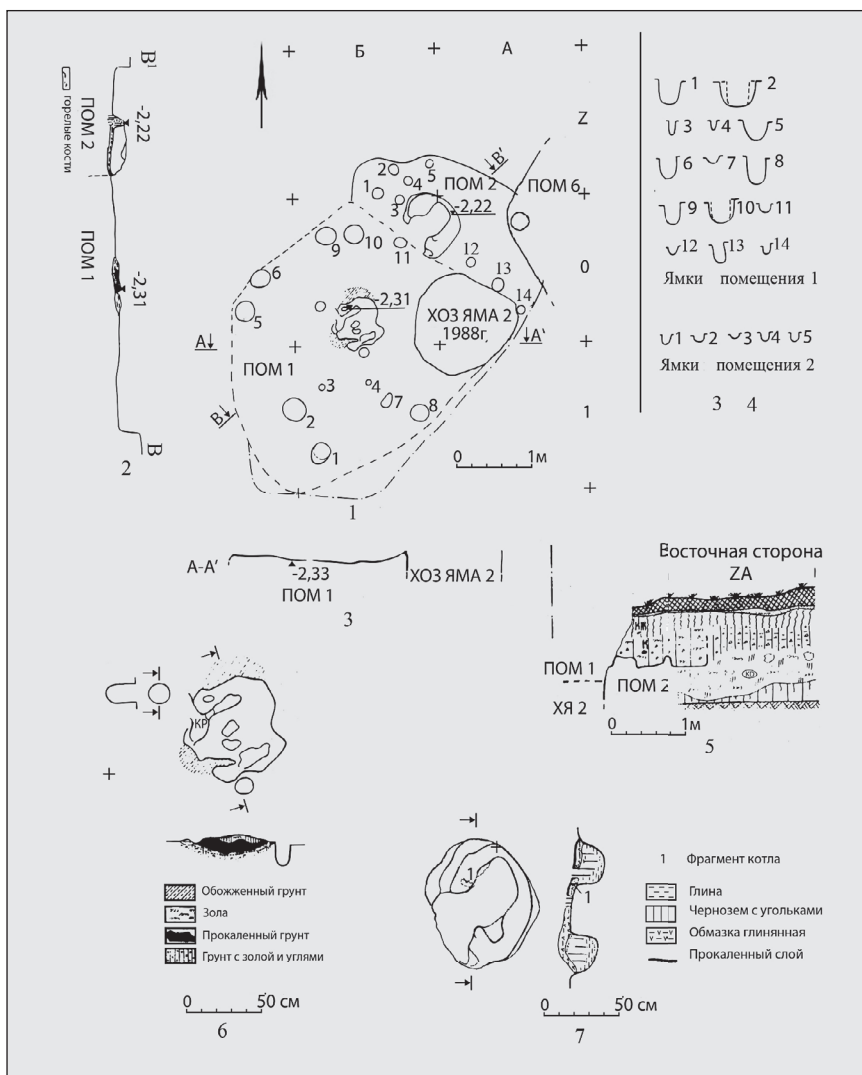 Б
А
Z
0
1
В¹
-2,22
ПОМ 2
горелые кости
ПОМ 1
-2,31
В
2
В'
5
2
4
ПОМ 2
ПОМ 6
1
3
-2,22
9
10
11
12
13
14
6
5
-2,31
ХОЗ ЯМА 2
1988г.
А
А'
ПОМ 1
В
3
4
7
8
2
1
0 1м
1
1 2
3 4 5
6 7 8
9 10 11
12 13 14
Ямки помещения 1
1 2 3 4 5
Ямки помещения 2
3 4
А-А'
-2,33
ПОМ 1
ХОЗ ЯМА 2
3
Восточная сторона
ZА
К
ПОМ 1
ПОМ 2
ХЯ 2
0 1м
5
КР
Обожженный грунт
Зола
Прокаленный грунт
Грунт с золой и углями
0 50 см
6
1
1
0 50 см
7
1 Фрагмент котла
Глина
Чернозем с угольками
Обмазка глинянная
Прокаленный слой